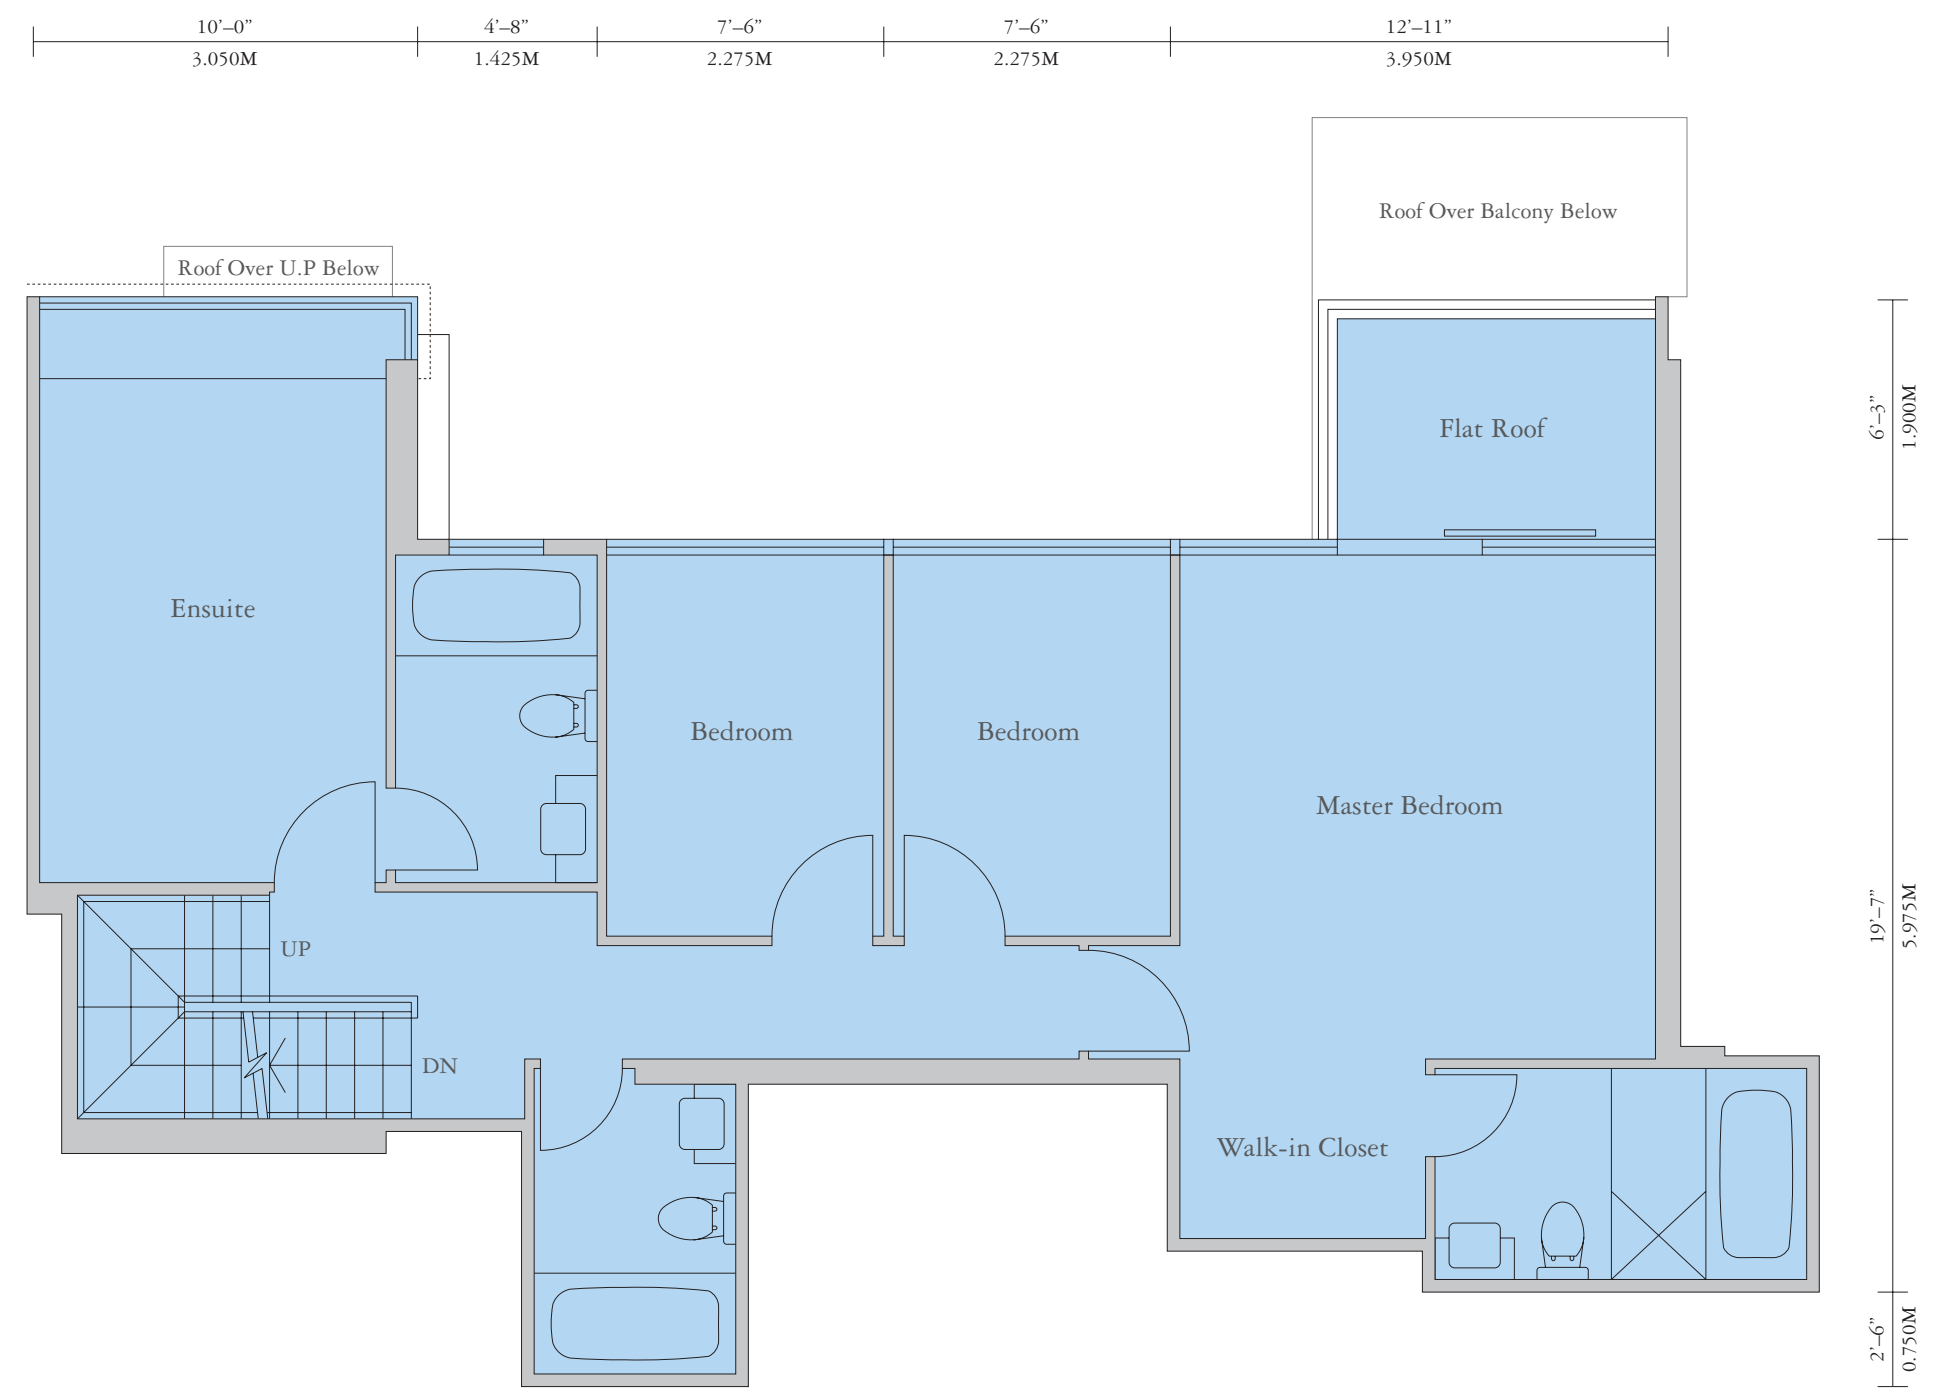 10’–0”
4’–8”
7’–6”
7’–6”
12’–11”
3.050M
1.425M
2.275M
2.275M
3.950M
Roof Over Balcony Below
Roof Over U.P Below
6’–3”
1.900M
Flat Roof
Ensuite
Bedroom
Bedroom
Master Bedroom
19’–7”
5.975M
UP
DN
Walk-in Closet
2’–6”
0.750M